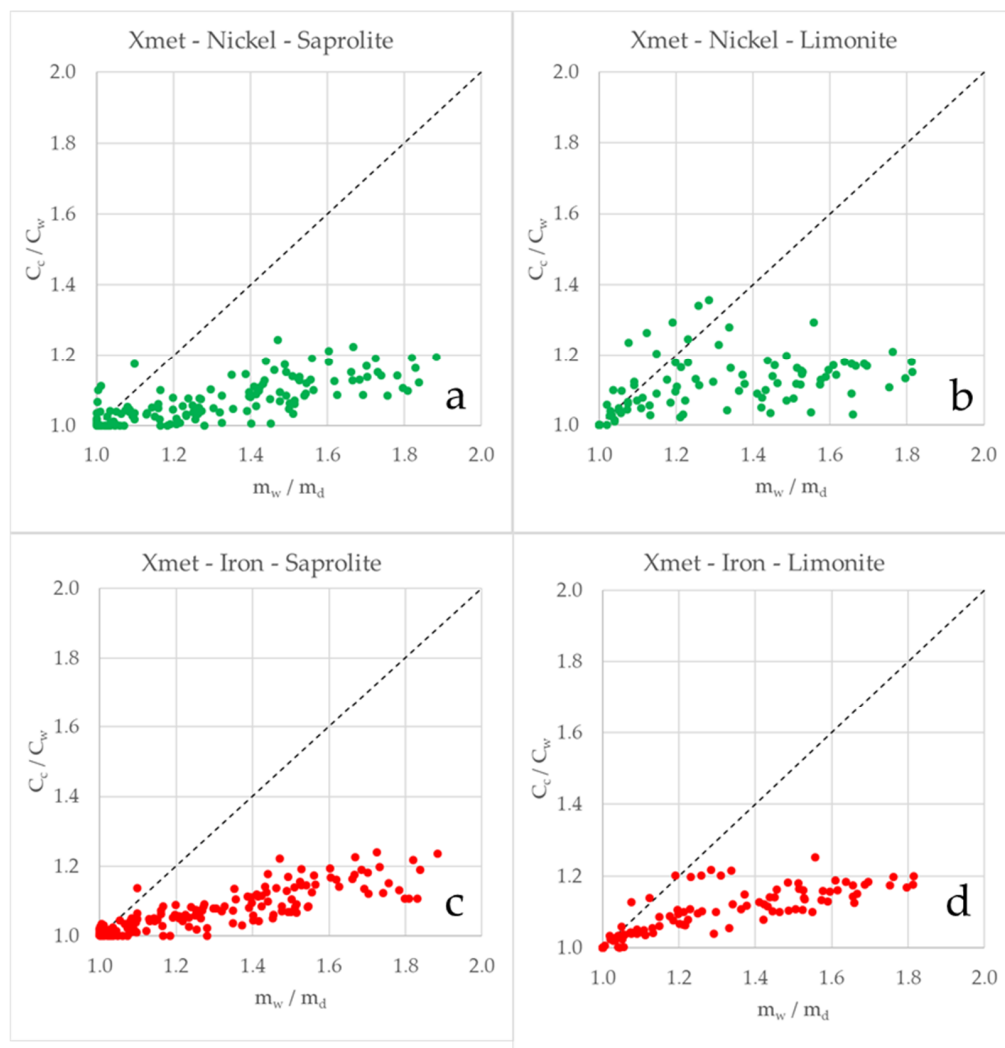 Xmet - Nickel - Saprolite
2.0
1.8
1.6
1.4
1.2
1.0
Cc / Cw
1.0 1.2 1.4 1.6 1.8 2.0
mw / md
a
Xmet - Nickel - Limonite
2.0
1.8
1.6
1.4
1.2
1.0
Cc / Cw
1.0 1.2 1.4 1.6 1.8 2.0
mw / md
b
Xmet - Iron - Saprolite
2.0
1.8
1.6
1.4
1.2
1.0
Cc / Cw
1.0 1.2 1.4 1.6 1.8 2.0
mw / md
c
Xmet - Iron - Limonite
2.0
1.8
1.6
1.4
1.2
1.0
Cc / Cw
1.0 1.2 1.4 1.6 1.8 2.0
mw / md
d